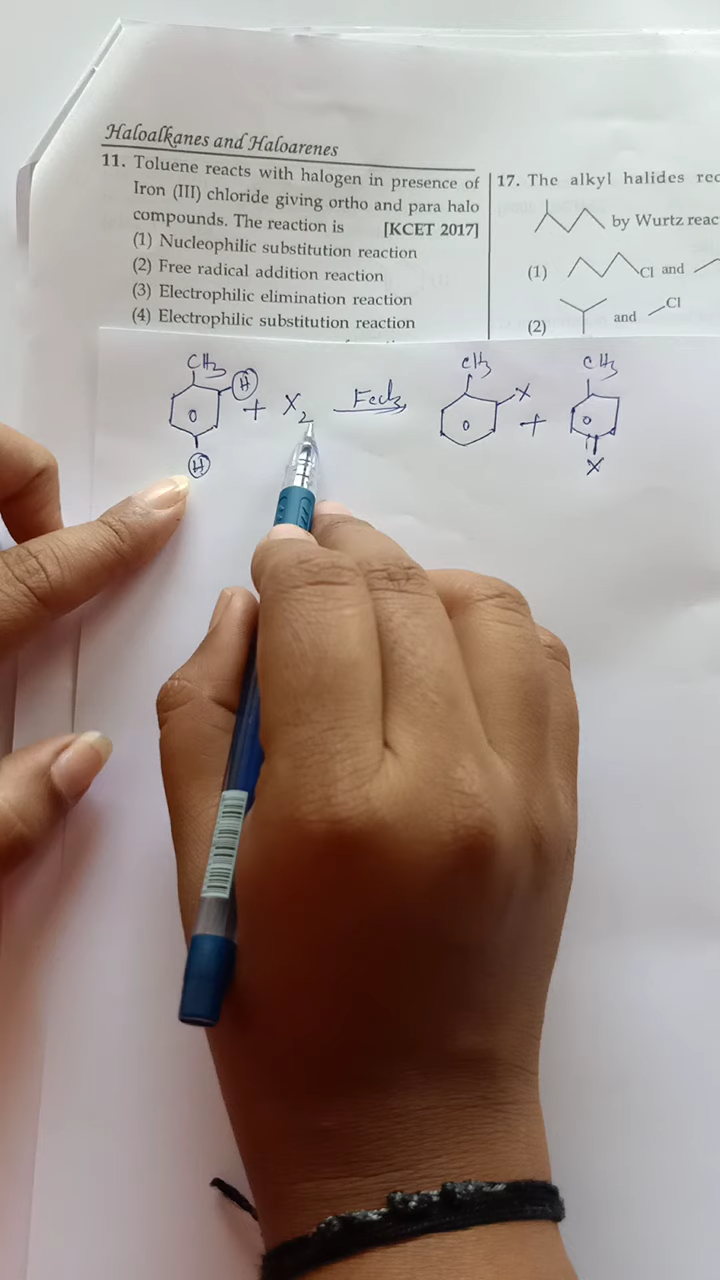 Haloalkanes and Haloarenes
11. Toluene reacts with halogen in presence of
Iron (III) chloride giving ortho and para halo
compounds. The reaction is [KCET 2017]
(1) Nucleophilic substitution reaction
(2) Free radical addition reaction
(3) Electrophilic elimination reaction
(4) Electrophilic substitution reaction
17. The alkyl halides
by Wurtz
(1) Cl and
(2) and Cl
CH3 CH3 CH3
H + X2 FeCl3 X +
H X